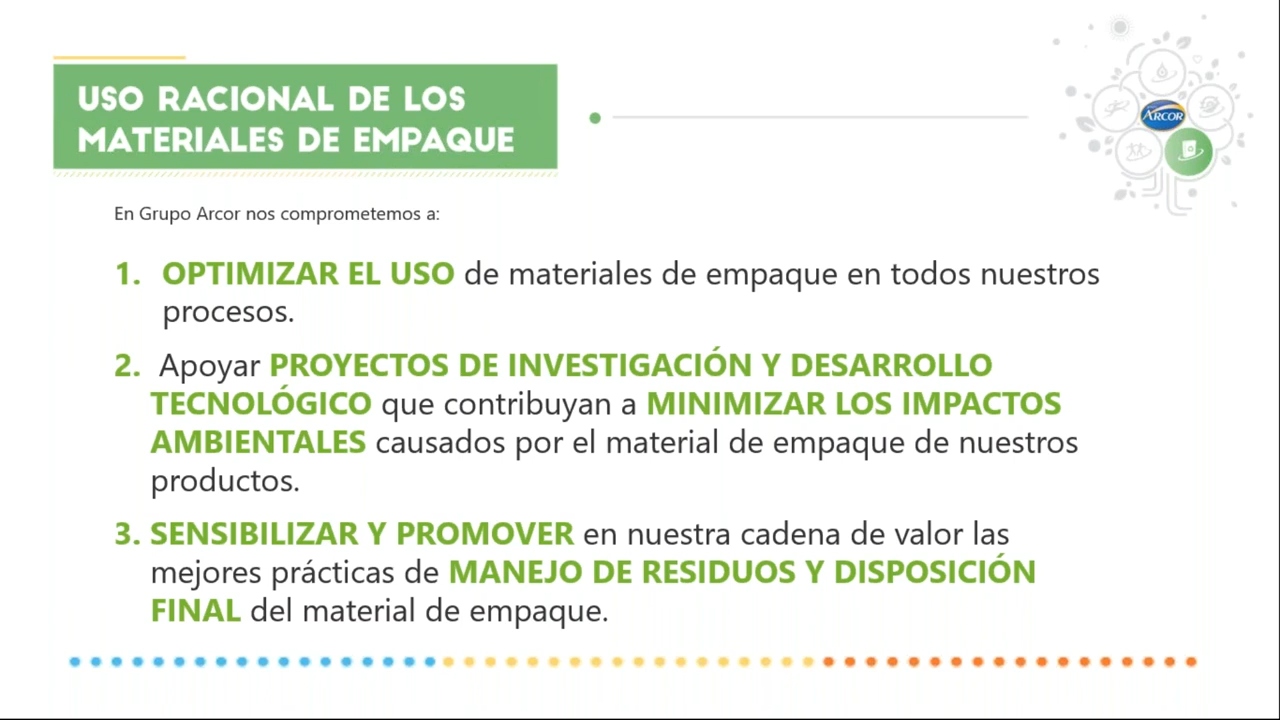 USO RACIONAL DE LOS
MATERIALES DE EMPAQUE
ARCOR
En Grupo Arcor nos comprometemos a:
1. OPTIMIZAR EL USO de materiales de empaque en todos nuestros
procesos.
2. Apoyar PROYECTOS DE INVESTIGACIÓN Y DESARROLLO
TECNOLÓGICO que contribuyan a MINIMIZAR LOS IMPACTOS
AMBIENTALES causados por el material de empaque de nuestros
productos.
3. SENSIBILIZAR Y PROMOVER en nuestra cadena de valor las
mejores prácticas de MANEJO DE RESIDUOS Y DISPOSICIÓN
FINAL del material de empaque.